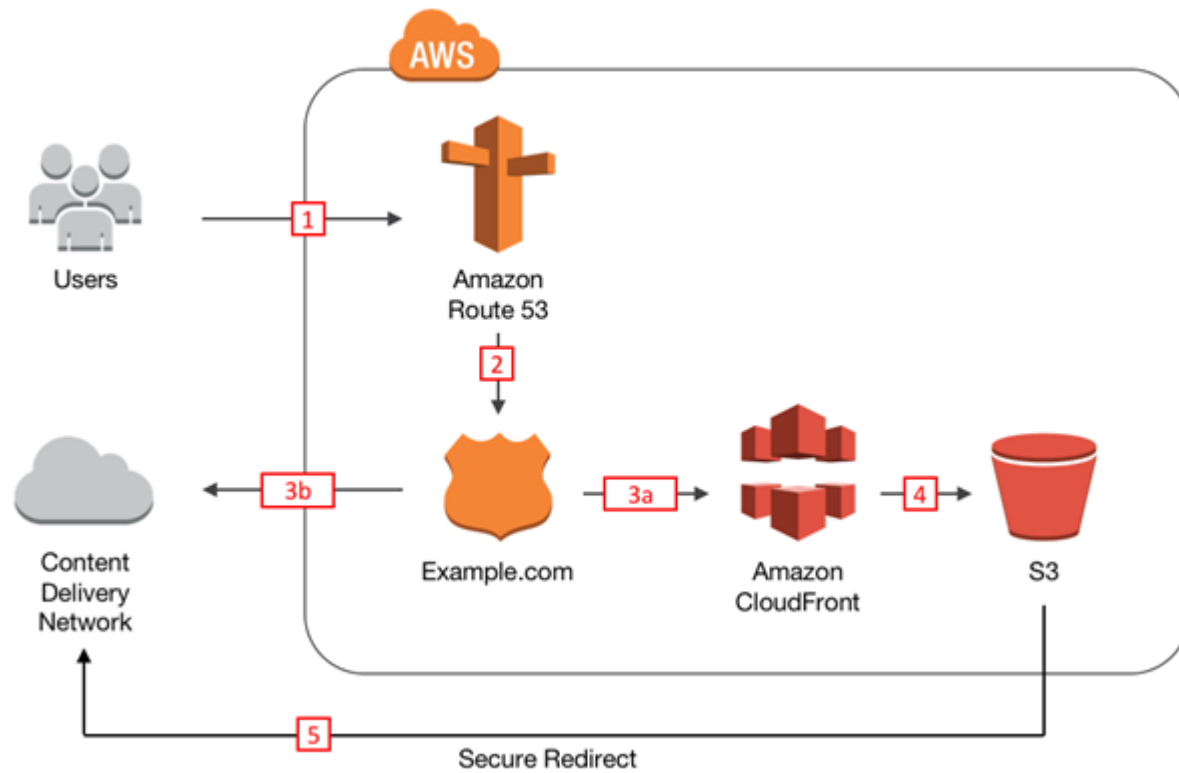 AWS
1
Users
Amazon
Route 53
2
3b
3a
4
Content
Delivery
Network
Example.com
Amazon
CloudFront
S3
5
Secure Redirect